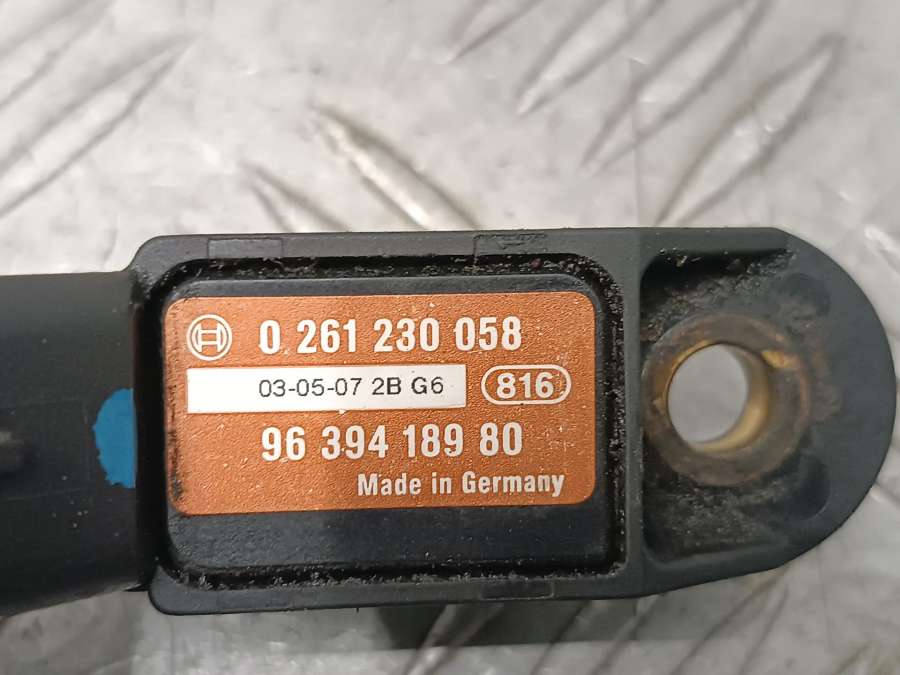 0 261 230 058
03-05-07 2B G6 816
96 394 189 80
Made in Germany